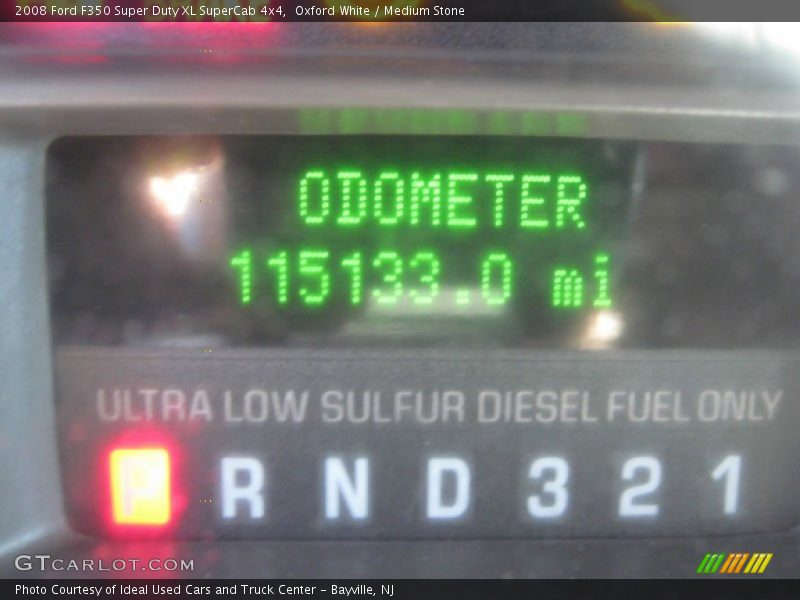 2008 Ford F350 Super Duty XL SuperCab 4x4,  Oxford White / Medium Stone
ODOMETER
115133.0 mi
ULTRA LOW SULFUR DIESEL FUEL ONLY
P R N D 3 2 1
GTCARLOT.COM
Photo Courtesy of Ideal Used Cars and Truck Center - Bayville, NJ